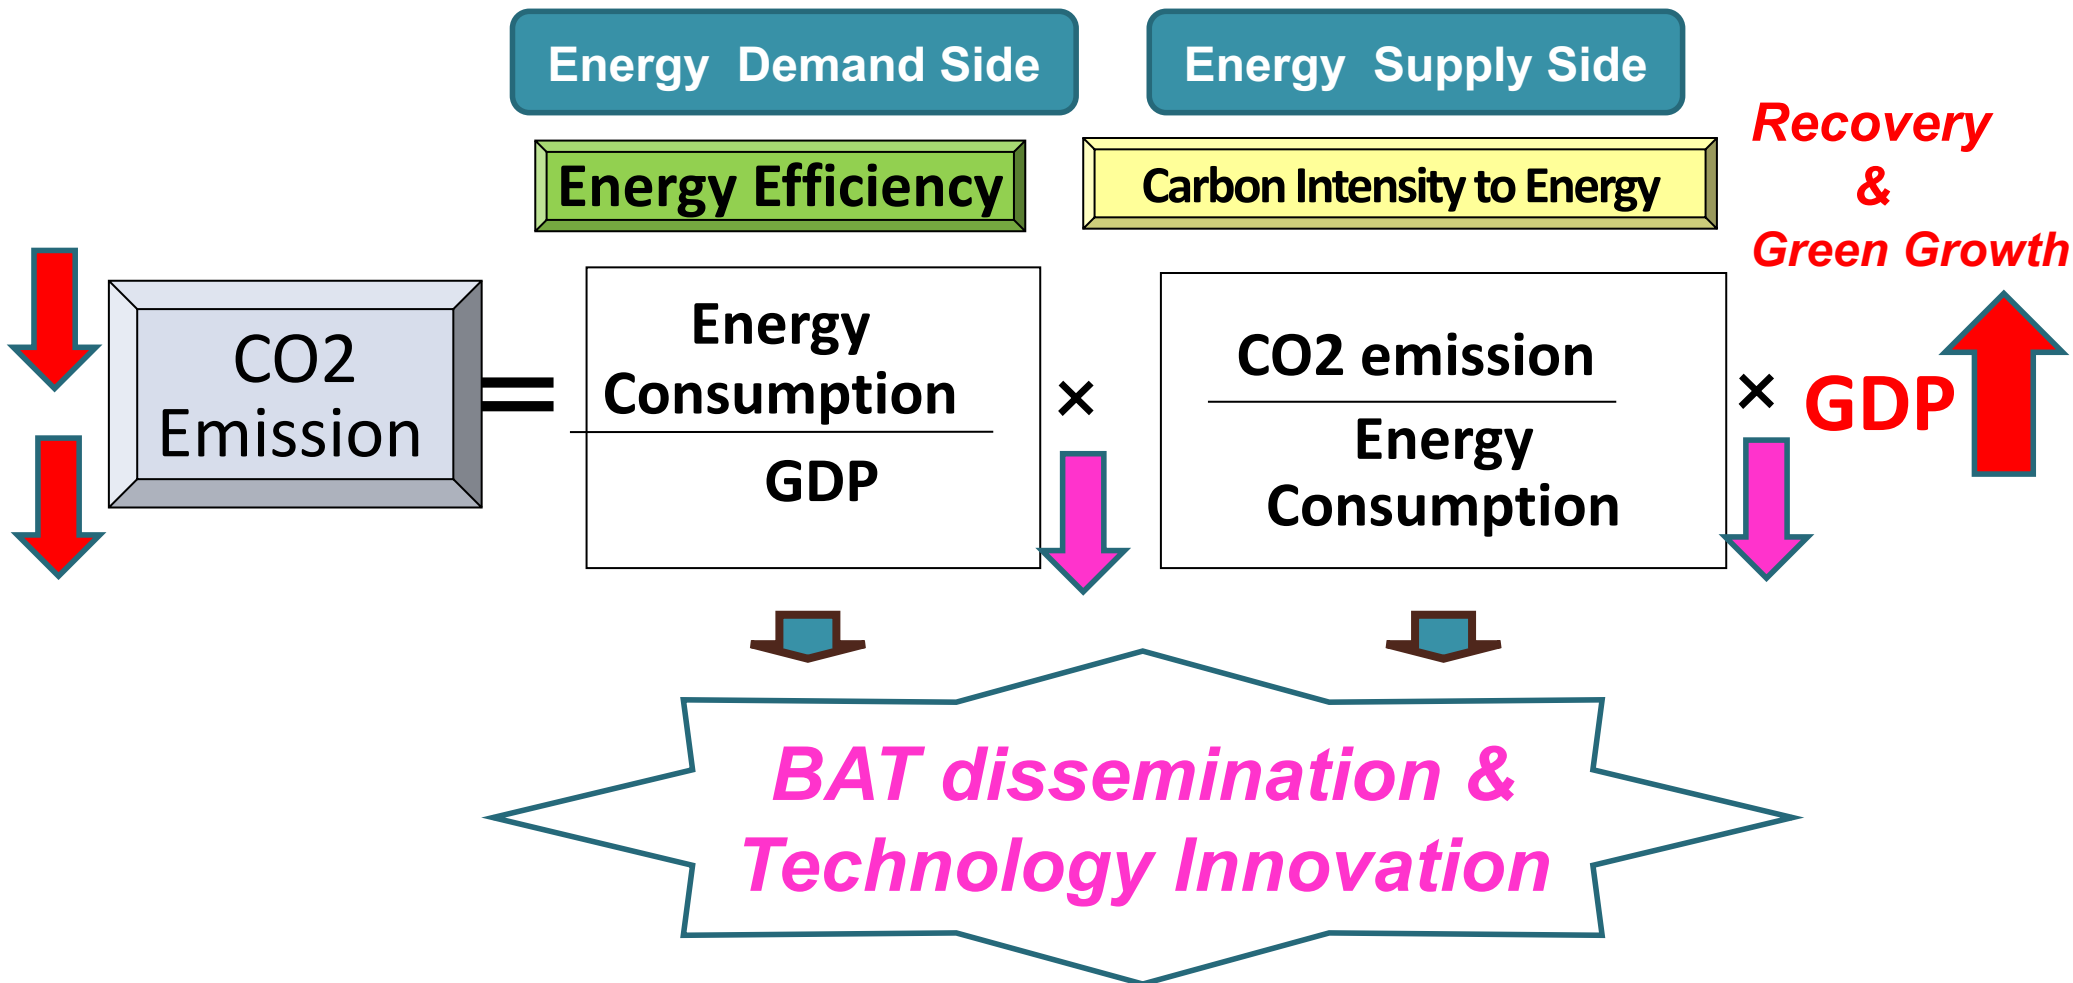 Energy  Demand Side
Energy  Supply Side
Recovery
&
Green Growth
Energy Efficiency
Carbon Intensity to Energy
CO2
Emission
=
Energy
Consumption
GDP
×
CO2 emission
Energy
Consumption
×
GDP
BAT dissemination &
Technology Innovation